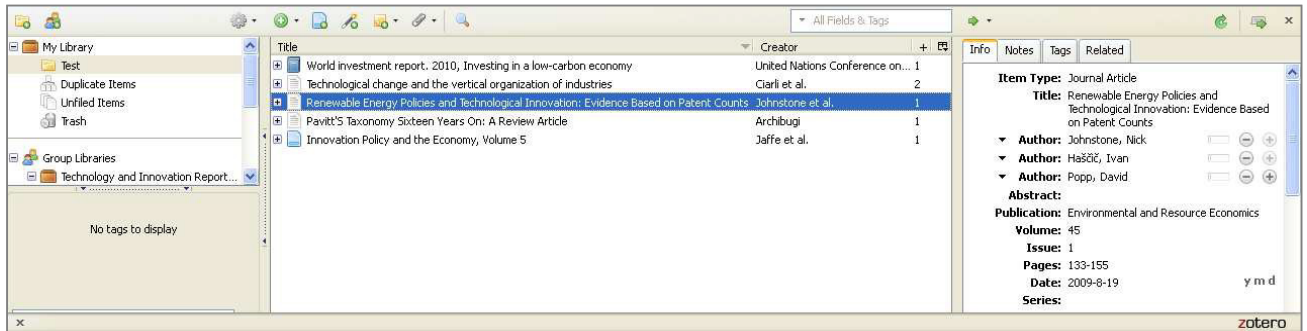 All Fields & Tags
My Library
Test
Duplicate Items
Unfiled Items
Trash
Group Libraries
Technology and Innovation Report...
No tags to display
Title Creator +
World investment report. 2010, Investing in a low-carbon economy United Nations Conference on... 1
Technological change and the vertical organization of industries Ciarli et al. 2
Renewable Energy Policies and Technological Innovation: Evidence Based on Patent Counts Johnstone et al. 1
Pavitt'S Taxonomy Sixteen Years On: A Review Article Archibugi 1
Innovation Policy and the Economy, Volume 5 Jaffe et al. 1
Info Notes Tags Related
Item Type: Journal Article
Title: Renewable Energy Policies and
Technological Innovation: Evidence Based
on Patent Counts
Author: Johnstone, Nick
Author: Haščič, Ivan
Author: Popp, David
Abstract:
Publication: Environmental and Resource Economics
Volume: 45
Issue: 1
Pages: 133-155
Date: 2009-8-19 y m d
Series:
zotero